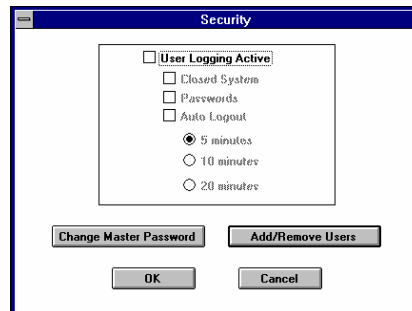 Security
User Logging Active
Closed System
Passwords
Auto Logout
5 minutes
10 minutes
20 minutes
Change Master Password Add/Remove Users
OK Cancel